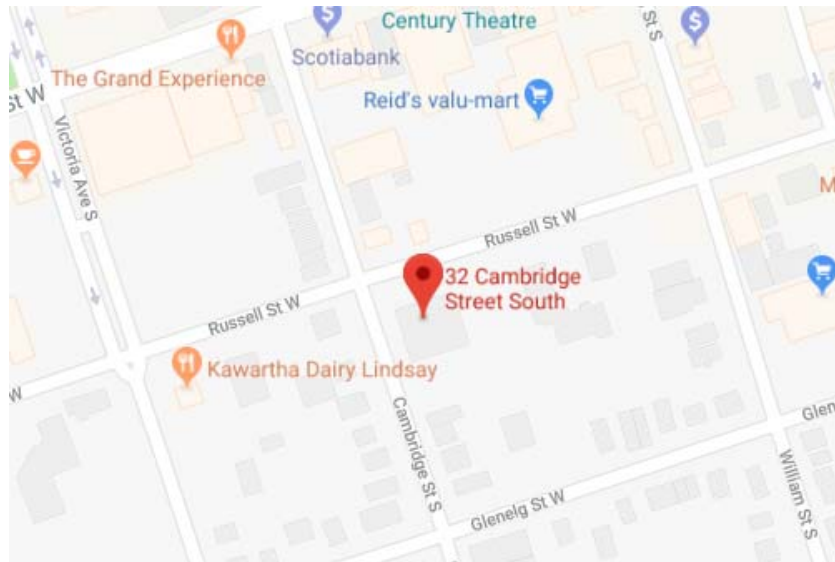 Century Theatre
Scotiabank
The Grand Experience
Reid's valu-mart
St W
Victoria Ave S
St S
M
Russell St W
32 Cambridge
Street South
Russell St W
Kawartha Dairy Lindsay
W
Cambridge St S
Glen
Glenelg St W
William St S
$
$